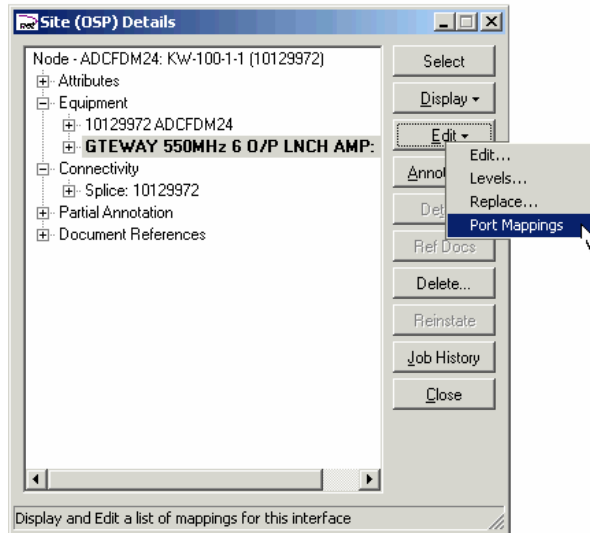 Site (OSP) Details
Node - ADCFDM24: KW-100-1-1 (10129972)
Attributes
Equipment
10129972 ADCFDM24
GTEWAY 550MHz 6 O/P LNCH AMP:
Connectivity
Splice: 10129972
Partial Annotation
Document References
Select
Display
Edit
Edit...
Levels...
Replace...
Port Mappings
Ref Docs
Delete...
Reinstate
Job History
Close
Display and Edit a list of mappings for this interface